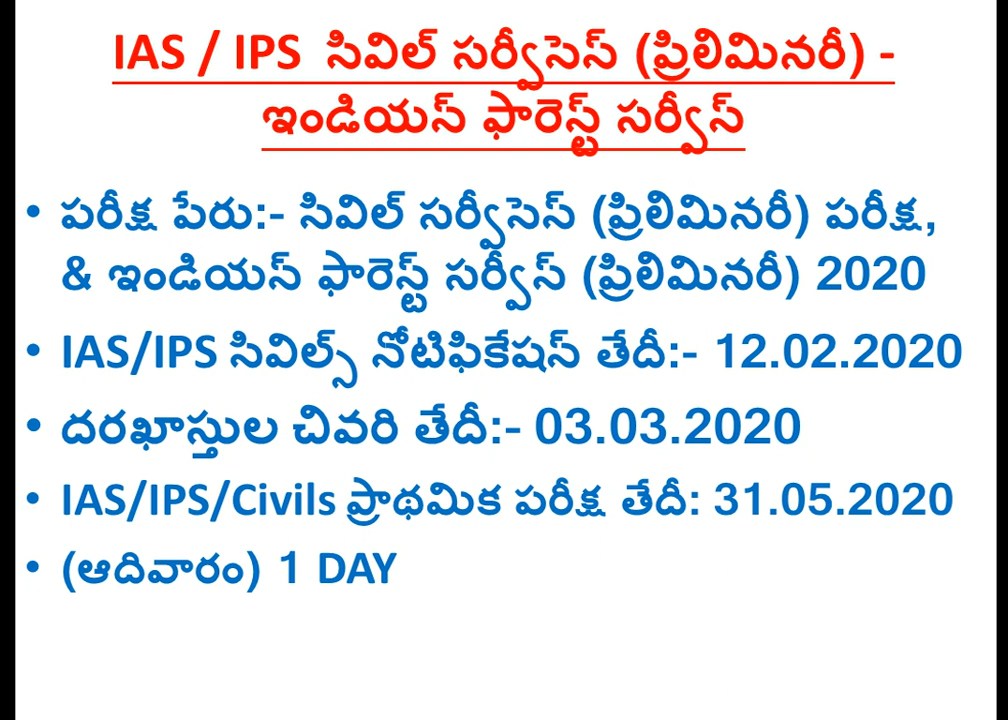 IAS / IPS సివిల్ సర్వీసెస్ (ప్రిలిమినరీ) -
ఇండియన్ ఫారెస్ట్ సర్వీస్
• పరీక్ష పేరు:- సివిల్ సర్వీసెస్ (ప్రిలిమినరీ) పరీక్ష,
& ఇండియన్ ఫారెస్ట్ సర్వీస్ (ప్రిలిమినరీ) 2020
• IAS/IPS సివిల్స్ నోటిఫికేషన్ తేదీ:- 12.02.2020
• దరఖాస్తుల చివరి తేదీ:- 03.03.2020
• IAS/IPS/Civils ప్రాథమిక పరీక్ష తేదీ: 31.05.2020
• (ఆదివారం) 1 DAY